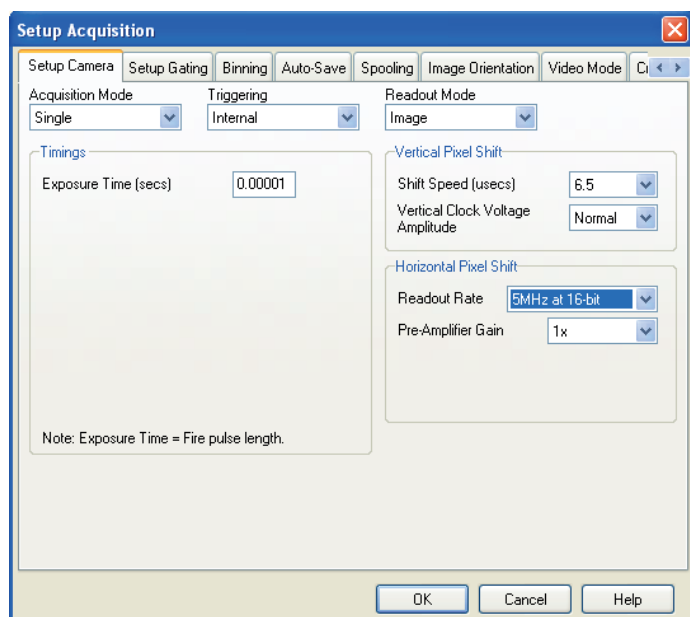 Setup Acquisition
Setup Camera Setup Gating Binning Auto-Save Spooling Image Orientation Video Mode
Acquisition Mode Triggering Readout Mode
Single Internal Image
Timings
Exposure Time (secs) 0.00001
Note: Exposure Time = Fire pulse length.
Vertical Pixel Shift
Shift Speed (usecs) 6.5
Vertical Clock Voltage
Amplitude
Normal
Horizontal Pixel Shift
Readout Rate 5MHz at 16-bit
Pre-Amplifier Gain 1x
OK Cancel Help